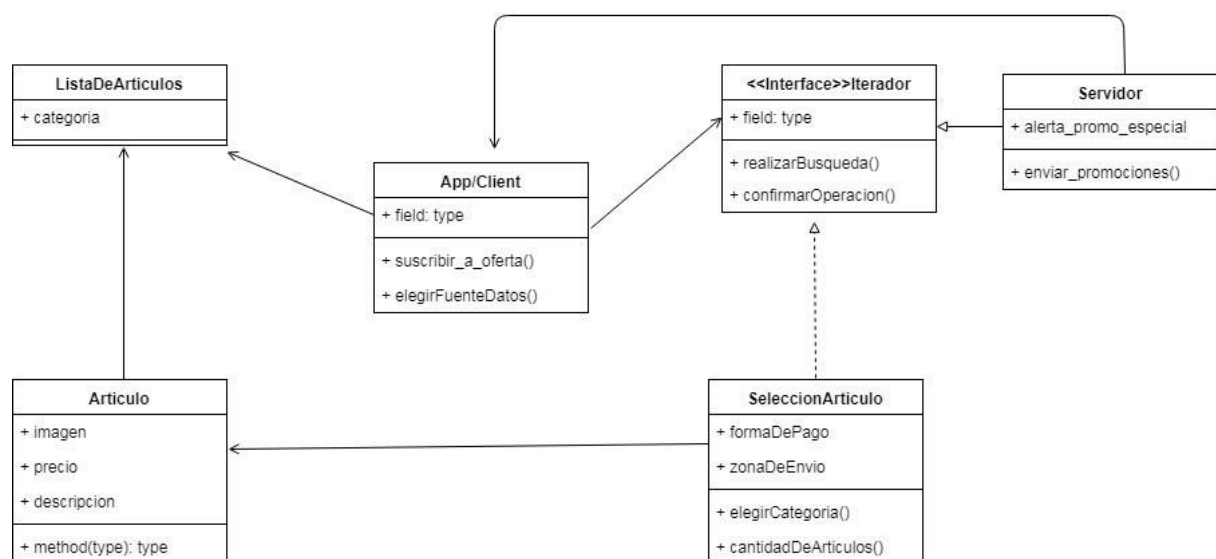 ListaDeArticulos
+ categoria
App/Client
+ field: type
+ suscribir_a_oferta()
+ elegirFuenteDatos()
<<Interface>>Iterador
+ field: type
+ realizarBusqueda()
+ confirmarOperacion()
Servidor
+ alerta_promo_especial
+ enviar_promociones()
Articulo
+ imagen
+ precio
+ descripcion
+ method(type): type
SeleccionArticulo
+ formaDePago
+ zonaDeEnvio
+ elegirCategoria()
+ cantidadDeArticulos()